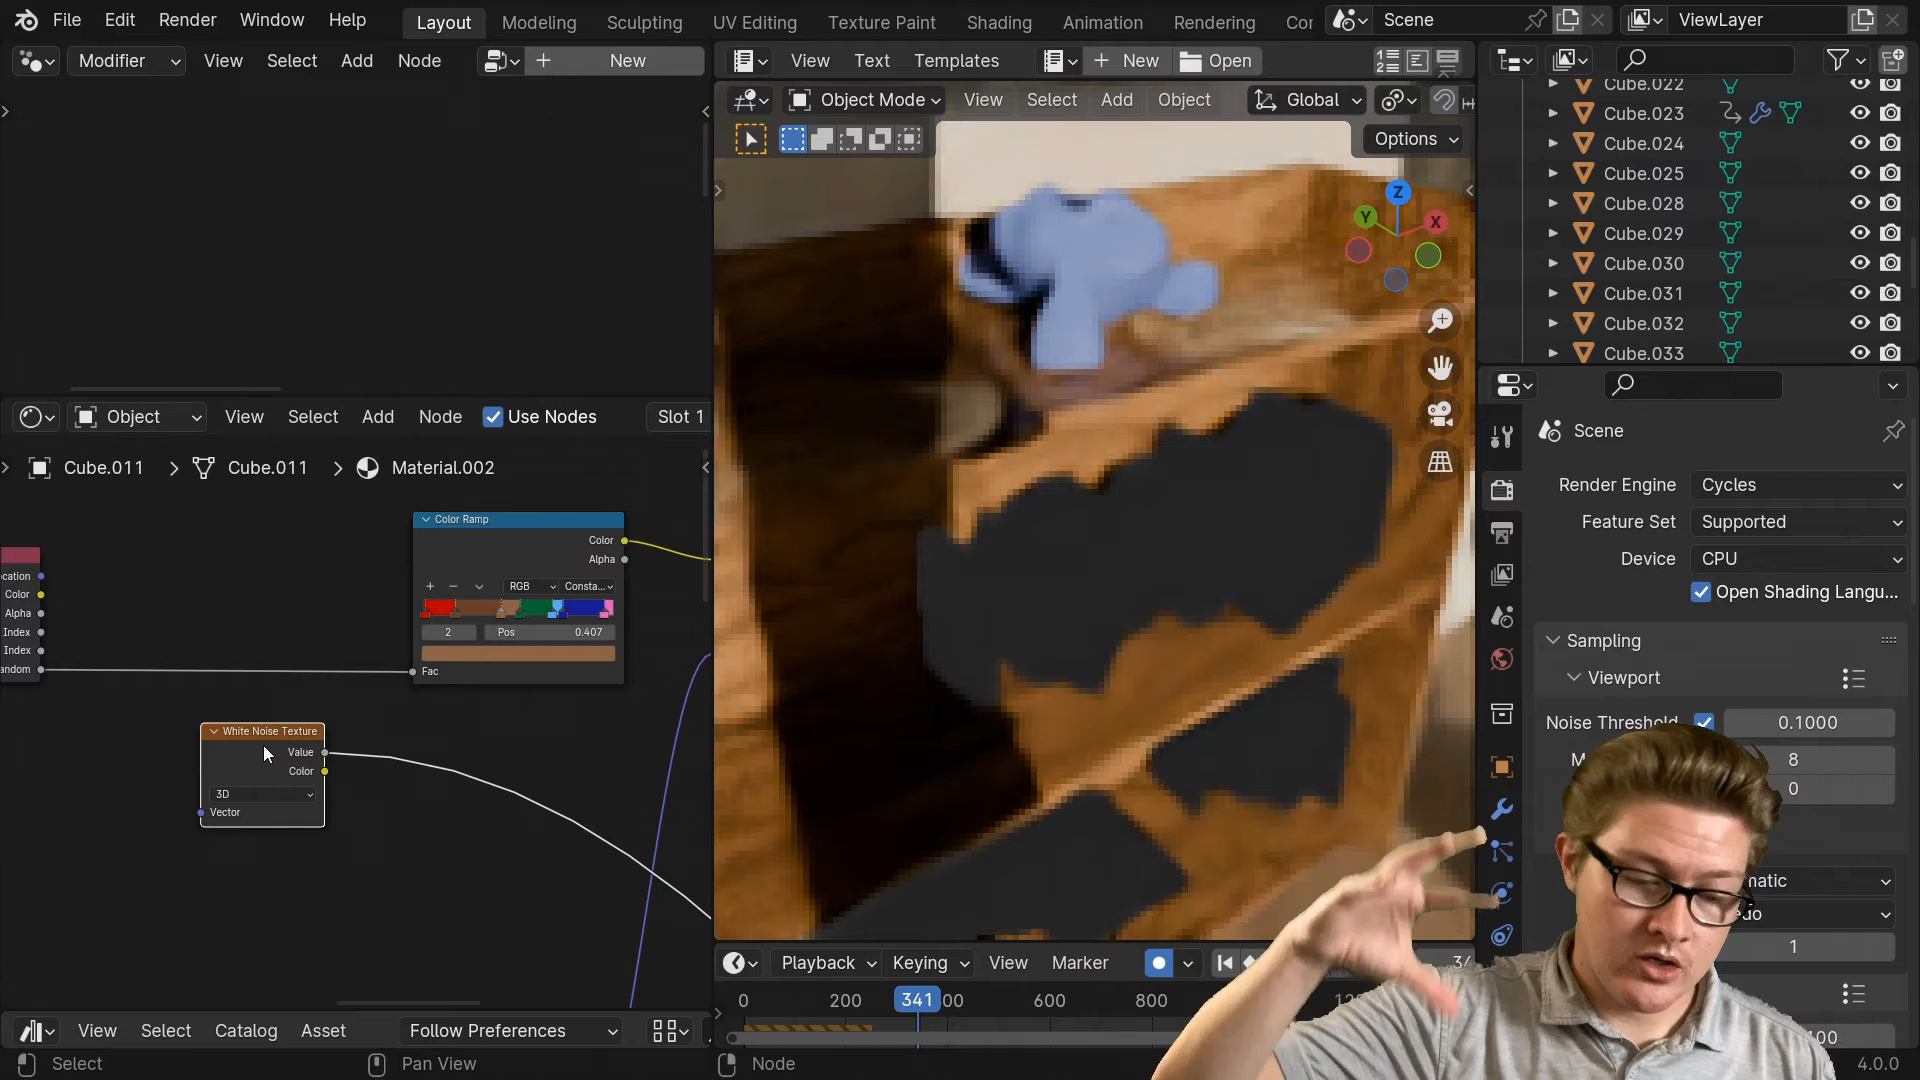 File Edit Render Window Help Layout Modeling Sculpting UV Editing Texture Paint Shading Animation Rendering Scene ViewLayer
Modifier View Select Add Node New
View Text Templates New Open
Object Mode View Select Add Object Global
Options
Z
Y X
Cube.022
Cube.023
Cube.024
Cube.025
Cube.028
Cube.029
Cube.030
Cube.031
Cube.032
Cube.033
Object View Select Add Node Use Nodes Slot 1
Cube.011 Cube.011 Material.002
Color Ramp
Color
Alpha
RGB Consta...
2 Pos 0.407
Fac
cation
Color
Alpha
Index
Index
andom
White Noise Texture
Value
Color
3D
Vector
Scene
Render Engine Cycles
Feature Set Supported
Device CPU
Open Shading Langu...
Sampling
Viewport
Noise Threshold 0.1000
8
0
matic
1
100
Playback Keying View Marker 34
0 200 341 00 600 800
View Select Catalog Asset Follow Preferences
Select Pan View Node 4.0.0